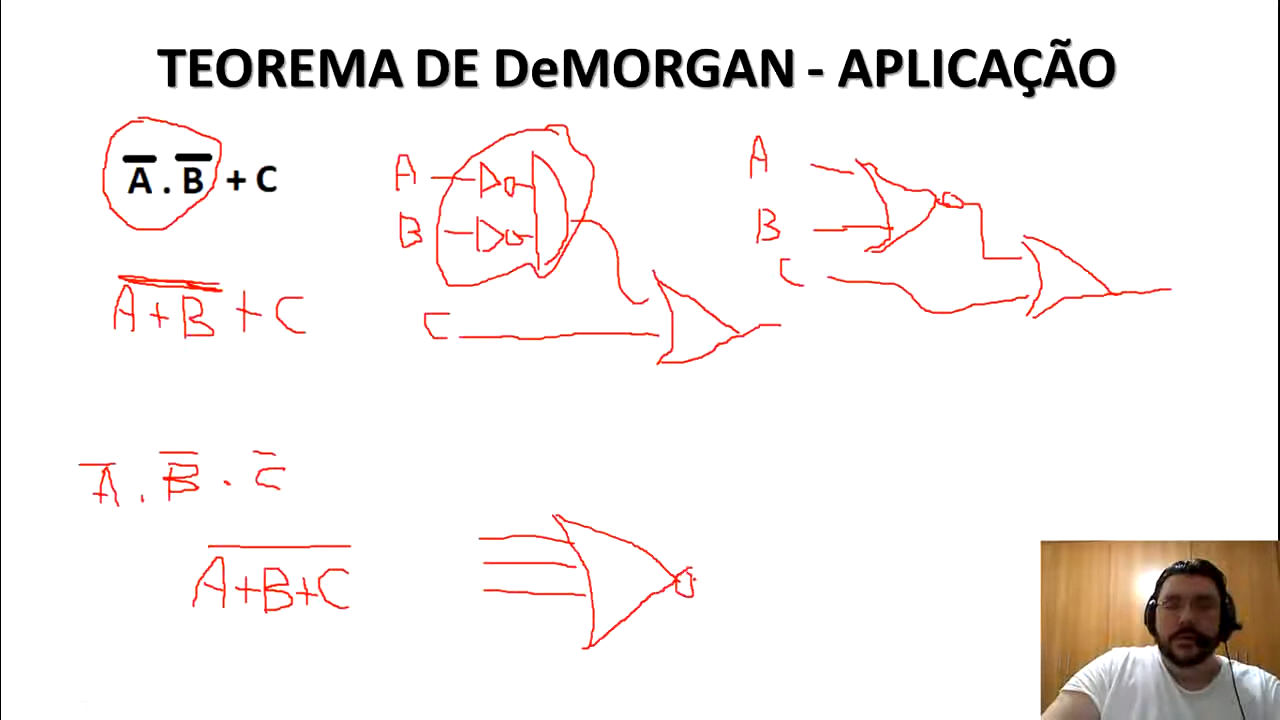 TEOREMA DE DeMORGAN - APLICAÇÃO
A̅ . B̅ + C
A̅+̅B̅ + C
A
B
C
A
B
C
A̅ . B̅ . C̅
A̅+̅B̅+̅C̅